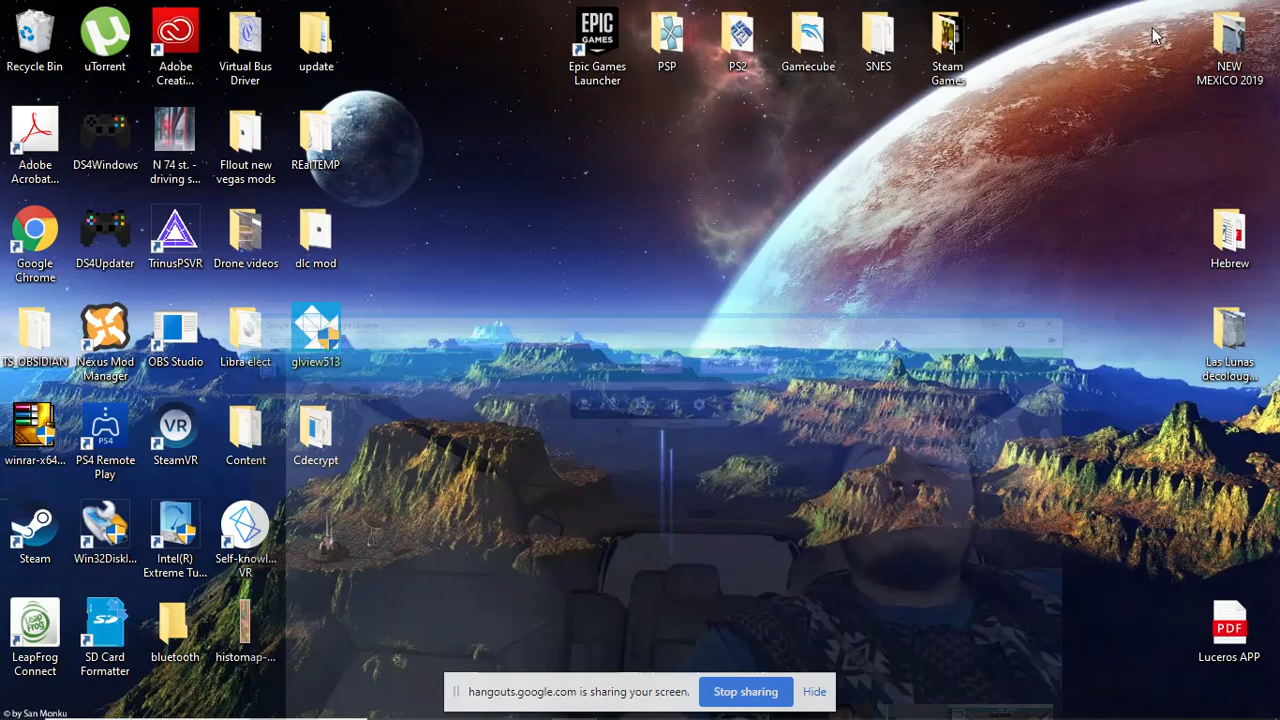 Recycle Bin
uTorrent
Adobe
Creati...
Virtual Bus
Driver
update
EPIC
GAMES
Epic Games
Launcher
PSP
PS2
Gamecube
SNES
Steam
Games
NEW
MEXICO 2019
Adobe
Acrobat...
DS4Windows
N 74 st. -
driving s...
Fllout new
vegas mods
REalTEMP
Google
Chrome
DS4Updater
TrinusPSVR
Drone videos
dlc mod
Hebrew
TS_OBSIDIAN
Nexus Mod
Manager
OBS Studio
Libra elect
glview513
Las Lunas
decoloug...
winrar-x64...
PS4
PS4 Remote
Play
VR
SteamVR
Content
Cdecrypt
Steam
Win32DiskI...
Intel(R)
Extreme Tu...
Self-knowl...
VR
Leap
Frog
LeapFrog
Connect
SD Card
Formatter
bluetooth
histomap-...
PDF
Luceros APP
hangouts.google.com is sharing your screen.
Stop sharing
Hide
© by San Monku